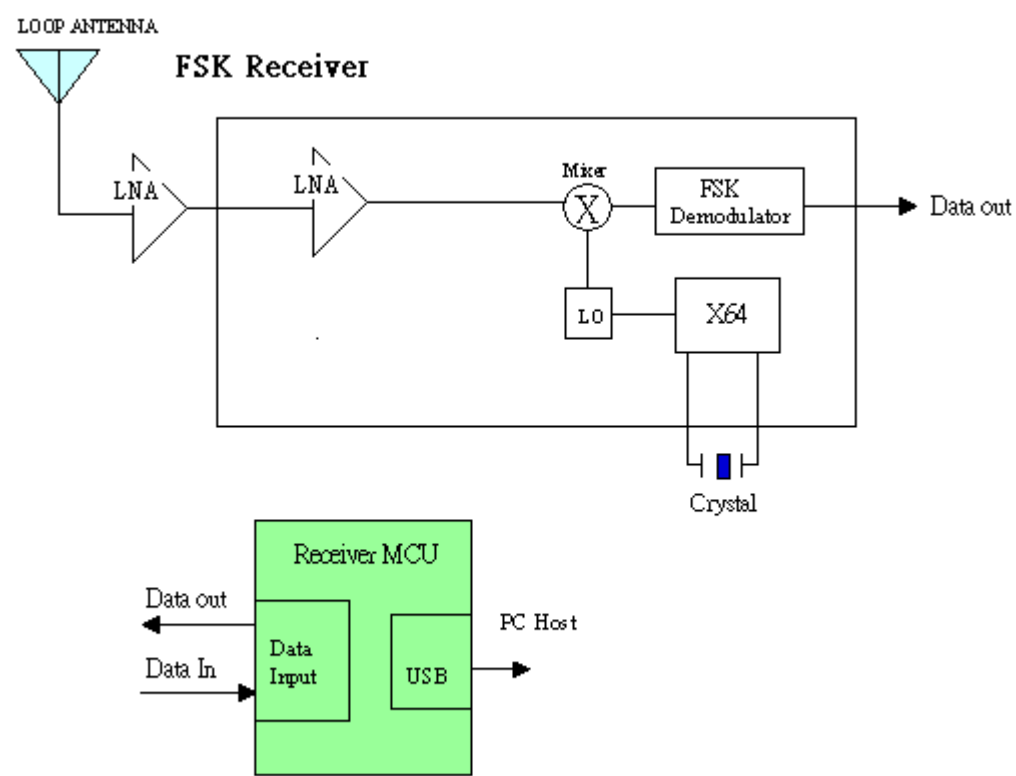 LOOP ANTENNA
FSK Receiver
LNA
LNA
Mixer
X
FSK
Demodulator
Data out
LO
X64
Crystal
Receiver MCU
Data out
Data In
Data
Input
USB
PC Host